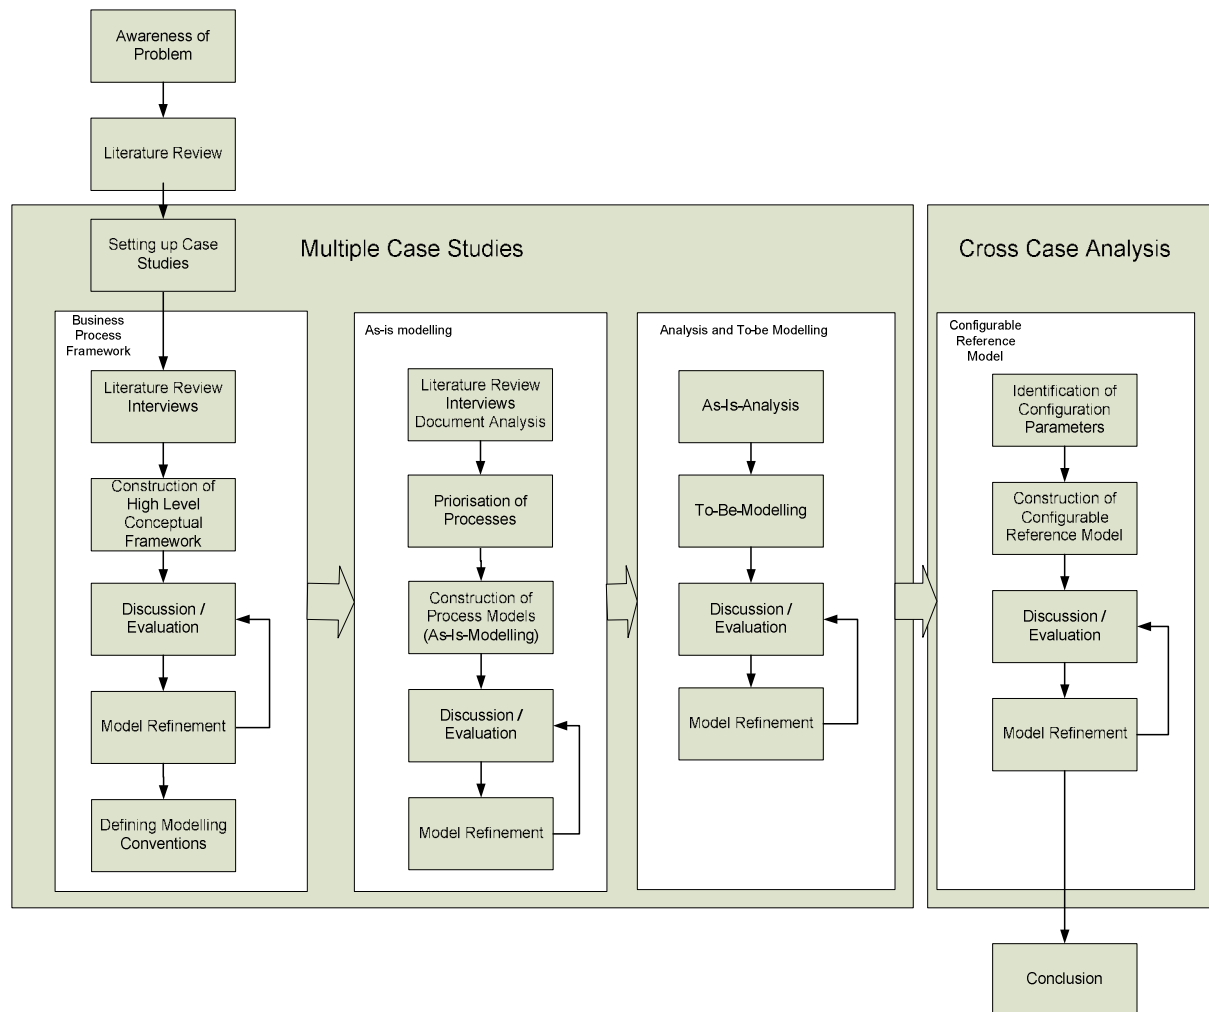 Awareness of
Problem
Literature Review
Setting up Case
Studies
Multiple Case Studies
Cross Case Analysis
Business
Process
Framework
Literature Review
Interviews
Construction of
High Level
Conceptual
Framework
Discussion /
Evaluation
Model Refinement
Defining Modelling
Conventions
As-is modelling
Literature Review
Interviews
Document Analysis
Priorisation of
Processes
Construction of
Process Models
(As-Is-Modelling)
Discussion /
Evaluation
Model Refinement
Analysis and To-be Modelling
As-Is-Analysis
To-Be-Modelling
Discussion /
Evaluation
Model Refinement
Configurable
Reference
Model
Identification of
Configuration
Parameters
Construction of
Configurable
Reference Model
Discussion /
Evaluation
Model Refinement
Conclusion